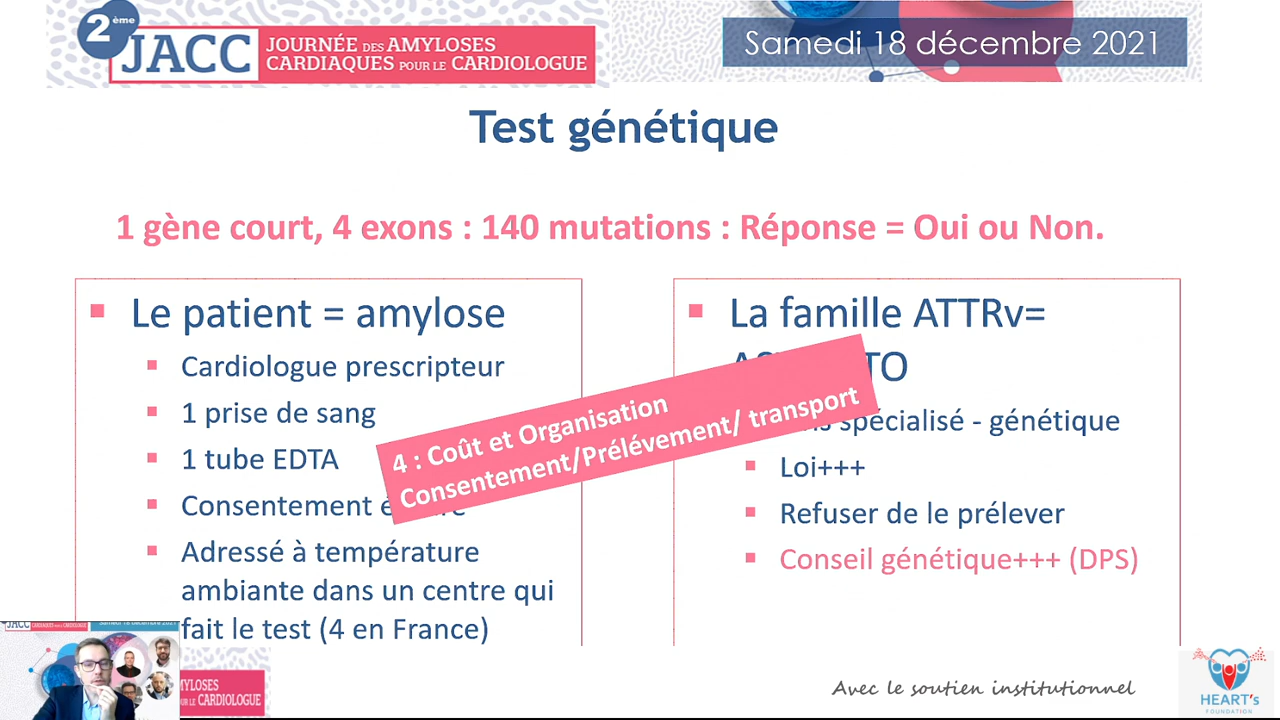 2ème
JACC
JOURNÉE DES AMYLOSES
CARDIAQUES POUR LE CARDIOLOGUE
Samedi 18 décembre 2021
Test génétique
1 gène court, 4 exons : 140 mutations : Réponse = Oui ou Non.
Le patient = amylose
Cardiologue prescripteur
1 prise de sang
1 tube EDTA
Consentement
Adressé à température
ambiante dans un centre qui
fait le test (4 en France)
4 : Coût et Organisation
Consentement/Prélévement/ transport
La famille ATTRv=
spécialisé - génétique
Loi+++
Refuser de le prélever
Conseil génétique+++ (DPS)
JACC
CARDIOLOGUE
Avec le soutien institutionnel
HEART's
FOUNDATION